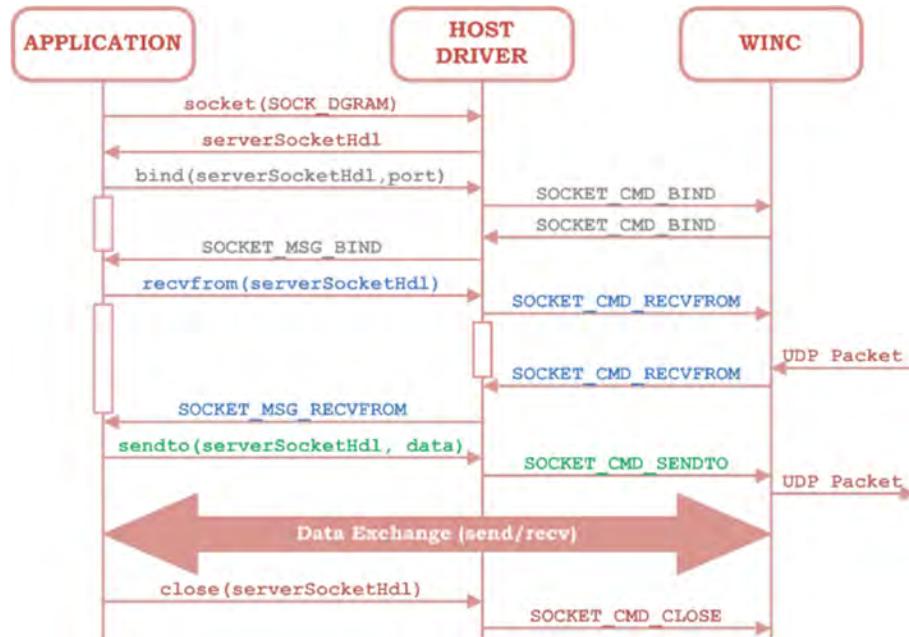 APPLICATION
HOST
DRIVER
WINC
socket(SOCK_DGRAM)
serverSocketHdl
bind(serverSocketHdl,port)
SOCKET_CMD_BIND
SOCKET_CMD_BIND
SOCKET_MSG_BIND
recvfrom(serverSocketHdl)
SOCKET_CMD_RECVFROM
UDP Packet
SOCKET_CMD_RECVFROM
SOCKET_MSG_RECVFROM
sendto(serverSocketHdl, data)
SOCKET_CMD_SENDTO
UDP Packet
Data Exchange (send/recv)
close(serverSocketHdl)
SOCKET_CMD_CLOSE